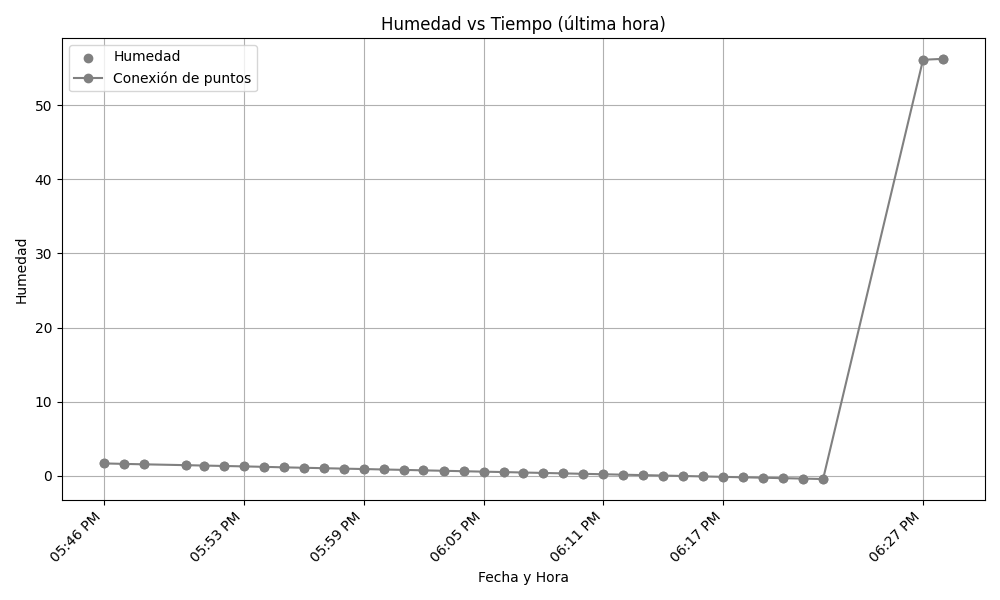 Humedad vs Tiempo (última hora)
Humedad
Conexión de puntos
50
40
30
20
10
0
Humedad
05:46 PM
05:53 PM
05:59 PM
06:05 PM
06:11 PM
06:17 PM
06:27 PM
Fecha y Hora